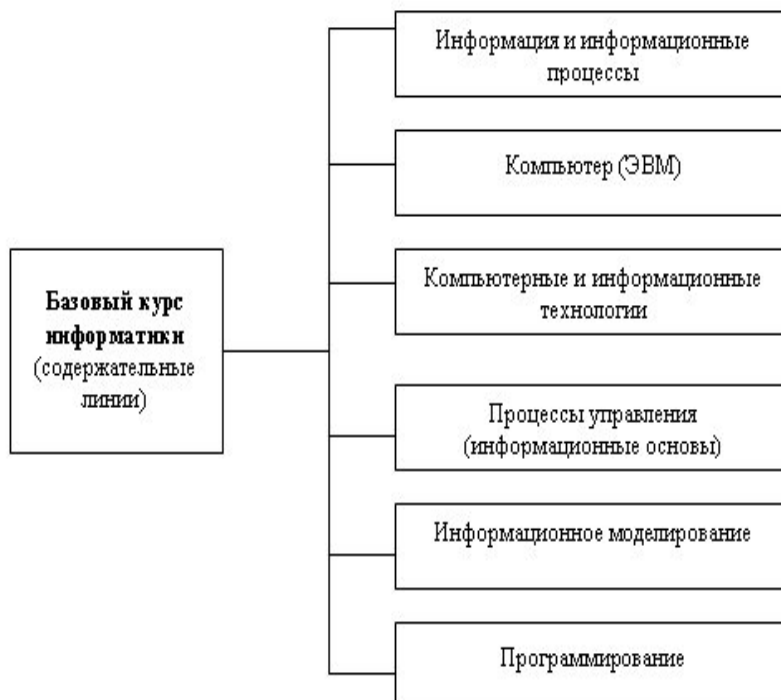 Информация и информационные
процессы
Компьютер (ЭВМ)
Компьютерные и информационные
технологии
Базовый курс
информатики
(содержательные
линии)
Процессы управления
(информационные основы)
Информационное моделирование
Программирование